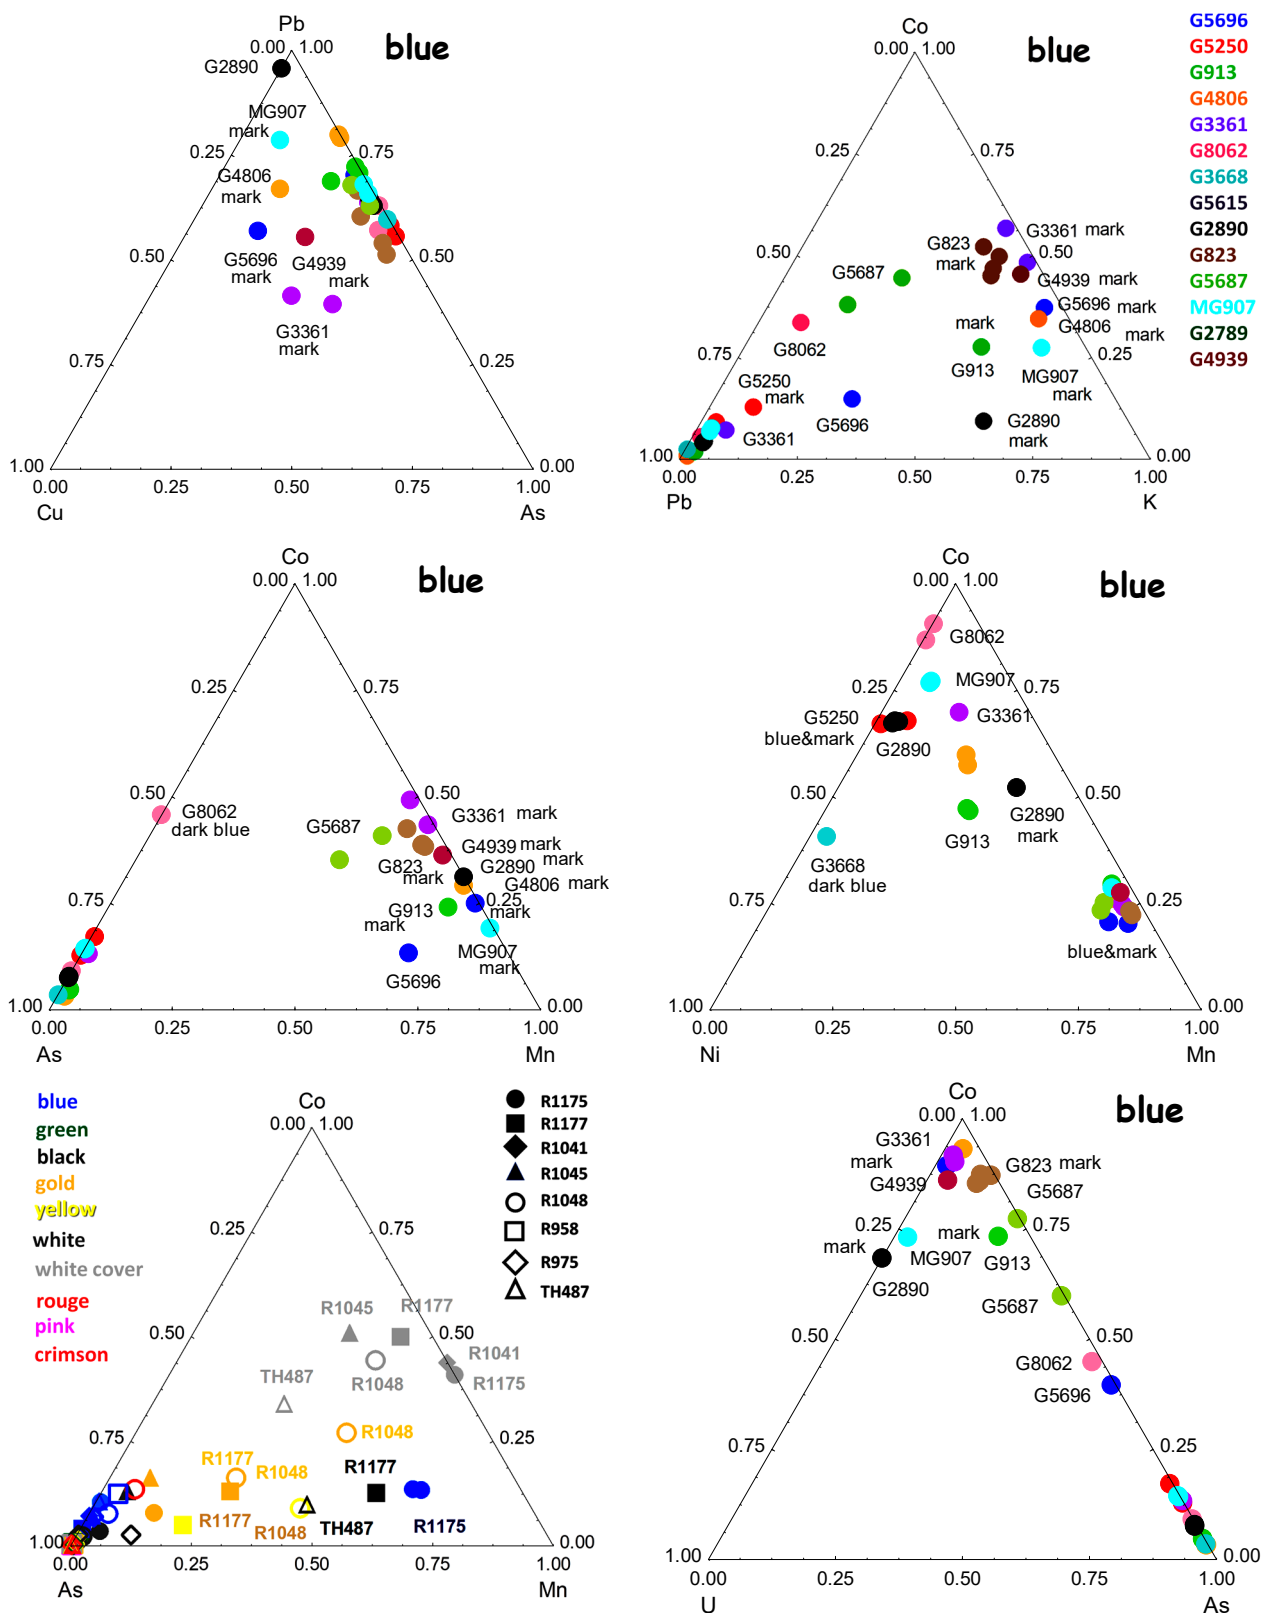 Pb
0.00 1.00
blue
G2890
MG907
mark
0.25
0.75
G4806
mark
0.50
0.50
G5696
mark
G4939
mark
G3361
mark
0.75
0.25
1.00
0.00
0.00 0.25 0.50 0.75 1.00
Cu
As
Co
0.00 1.00
blue
0.25
0.75
G3361 mark
G823
mark
0.50
0.50
G5687
G4939 mark
G5696 mark
G4806 mark
mark
G8062
0.75
0.25
G913
MG907
mark
G5250
mark
G5696
G2890
mark
G3361
1.00
0.00
0.00 0.25 0.50 0.75 1.00
Pb
K
G5696
G5250
G913
G4806
G3361
G8062
G3668
G5615
G2890
G823
G5687
MG907
G2789
G4939
Co
0.00 1.00
blue
0.25
0.75
0.50
0.50
G8062
dark blue
G5687
G3361 mark
G4939 mark
G823
mark
G2890
mark
G4806 mark
0.75
0.25
G913
mark
mark
MG907
mark
G5696
1.00
0.00
0.00 0.25 0.50 0.75 1.00
As
Mn
Co
0.00 1.00
blue
G8062
0.25
MG907
0.75
G5250
blue&mark
G3361
G2890
0.50
0.50
G2890
mark
G913
G3668
dark blue
0.75
0.25
blue&mark
1.00
0.00
0.00 0.25 0.50 0.75 1.00
Ni
Mn
blue
green
black
gold
yellow
white
white cover
rouge
pink
crimson
Co
0.00 1.00
R1175
R1177
R1041
R1045
R1048
R958
R975
TH487
0.25
0.75
R1045
R1177
0.50
0.50
R1041
R1048
R1175
TH487
R1048
0.75
0.25
R1177
R1048
R1177
R1177
R1048
TH487
R1175
1.00
0.00
0.00 0.25 0.50 0.75 1.00
As
Mn
Co
0.00 1.00
blue
G3361
mark
G823 mark
G4939
G5687
0.25
0.75
mark
mark
MG907
G913
G2890
G5687
0.50
0.50
G8062
G5696
0.75
0.25
1.00
0.00
0.00 0.25 0.50 0.75 1.00
U
As